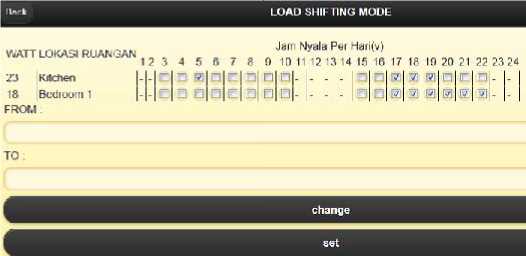 Back
LOAD SHIFTING MODE
Jam Nyala Per Hari(v)
WATT LOKASI RUANGAN
1 2 3 4 5 6 7 8 9 10 11 12 13 14 15 16 17 18 19 20 21 22 23 24
23 Kitchen - - - - - - - -
18 Bedroom 1 - - - - - - - -
FROM :
TO :
change
set